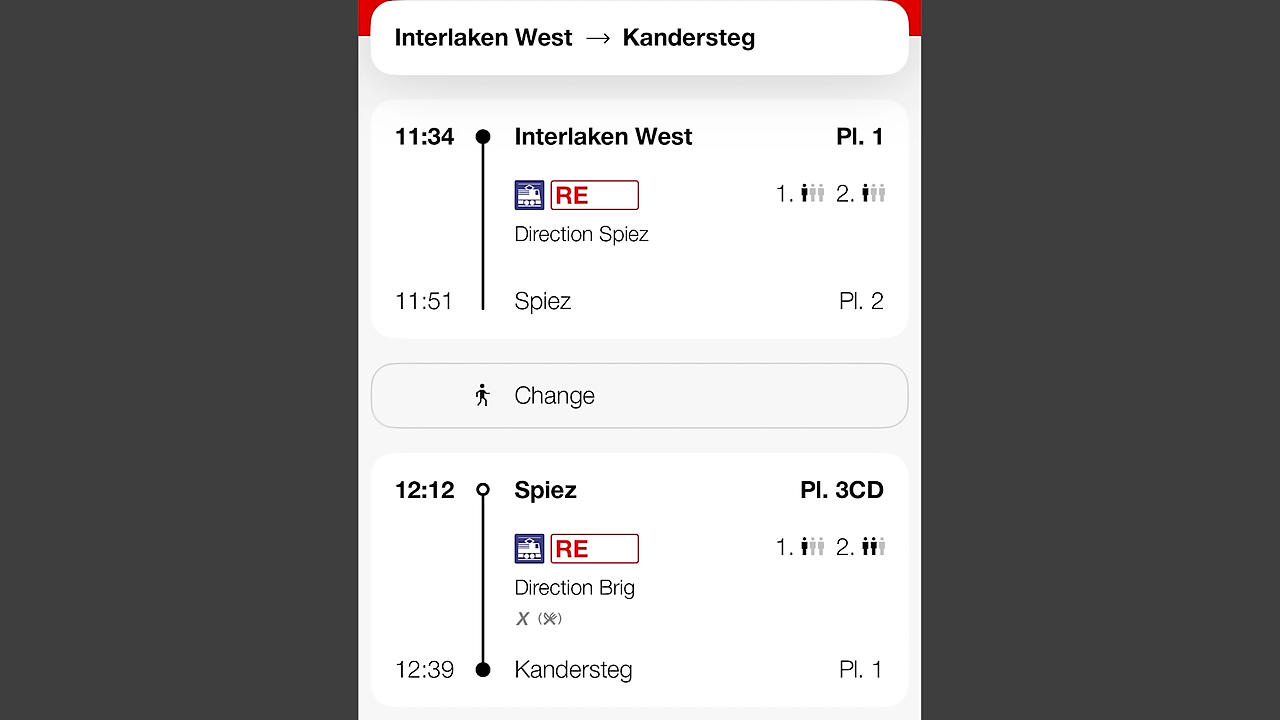 Interlaken West → Kandersteg
11:34 Interlaken West Pl. 1
RE 1. 2.
Direction Spiez
11:51 Spiez Pl. 2
Change
12:12 Spiez Pl. 3CD
RE 1. 2.
Direction Brig
X
12:39 Kandersteg Pl. 1